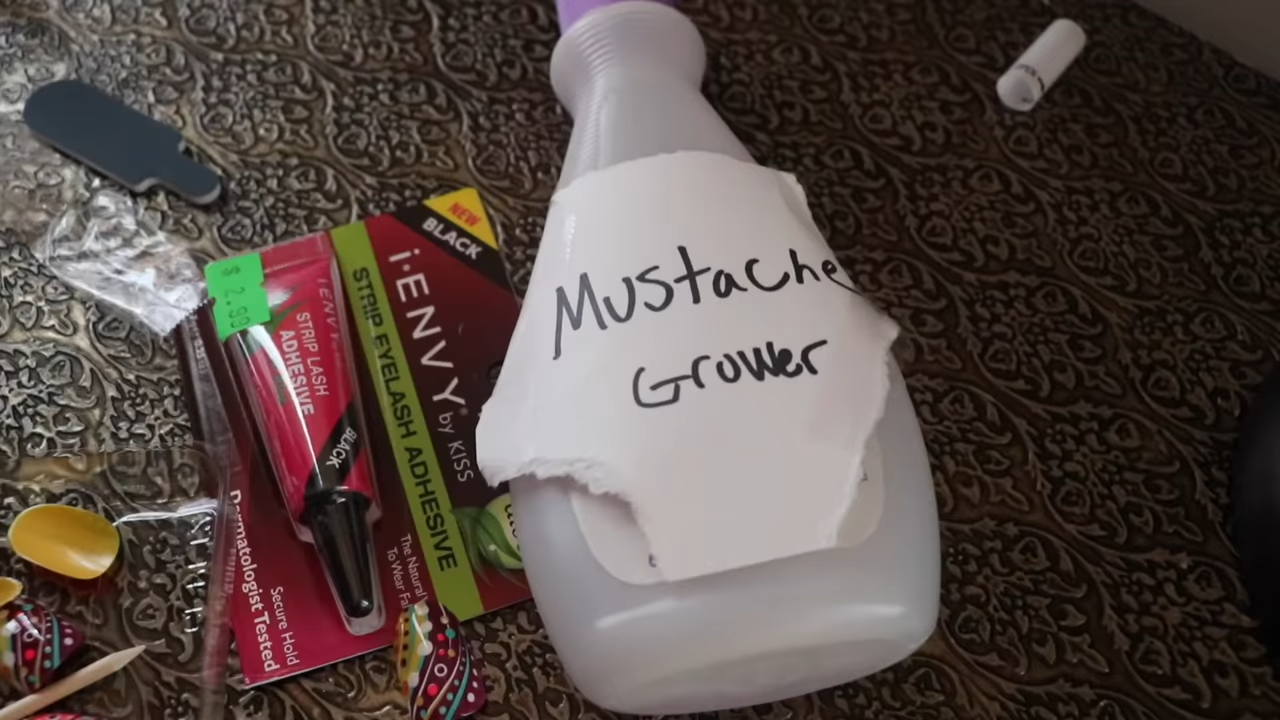 Mustache
Grower
NEW
BLACK
i·ENVY® by KISS
STRIP EYELASH ADHESIVE
$2.99
STRIP LASH
ADHESIVE
BLACK
The Natural
To Wear
Secure Hold
Dermatologist Tested